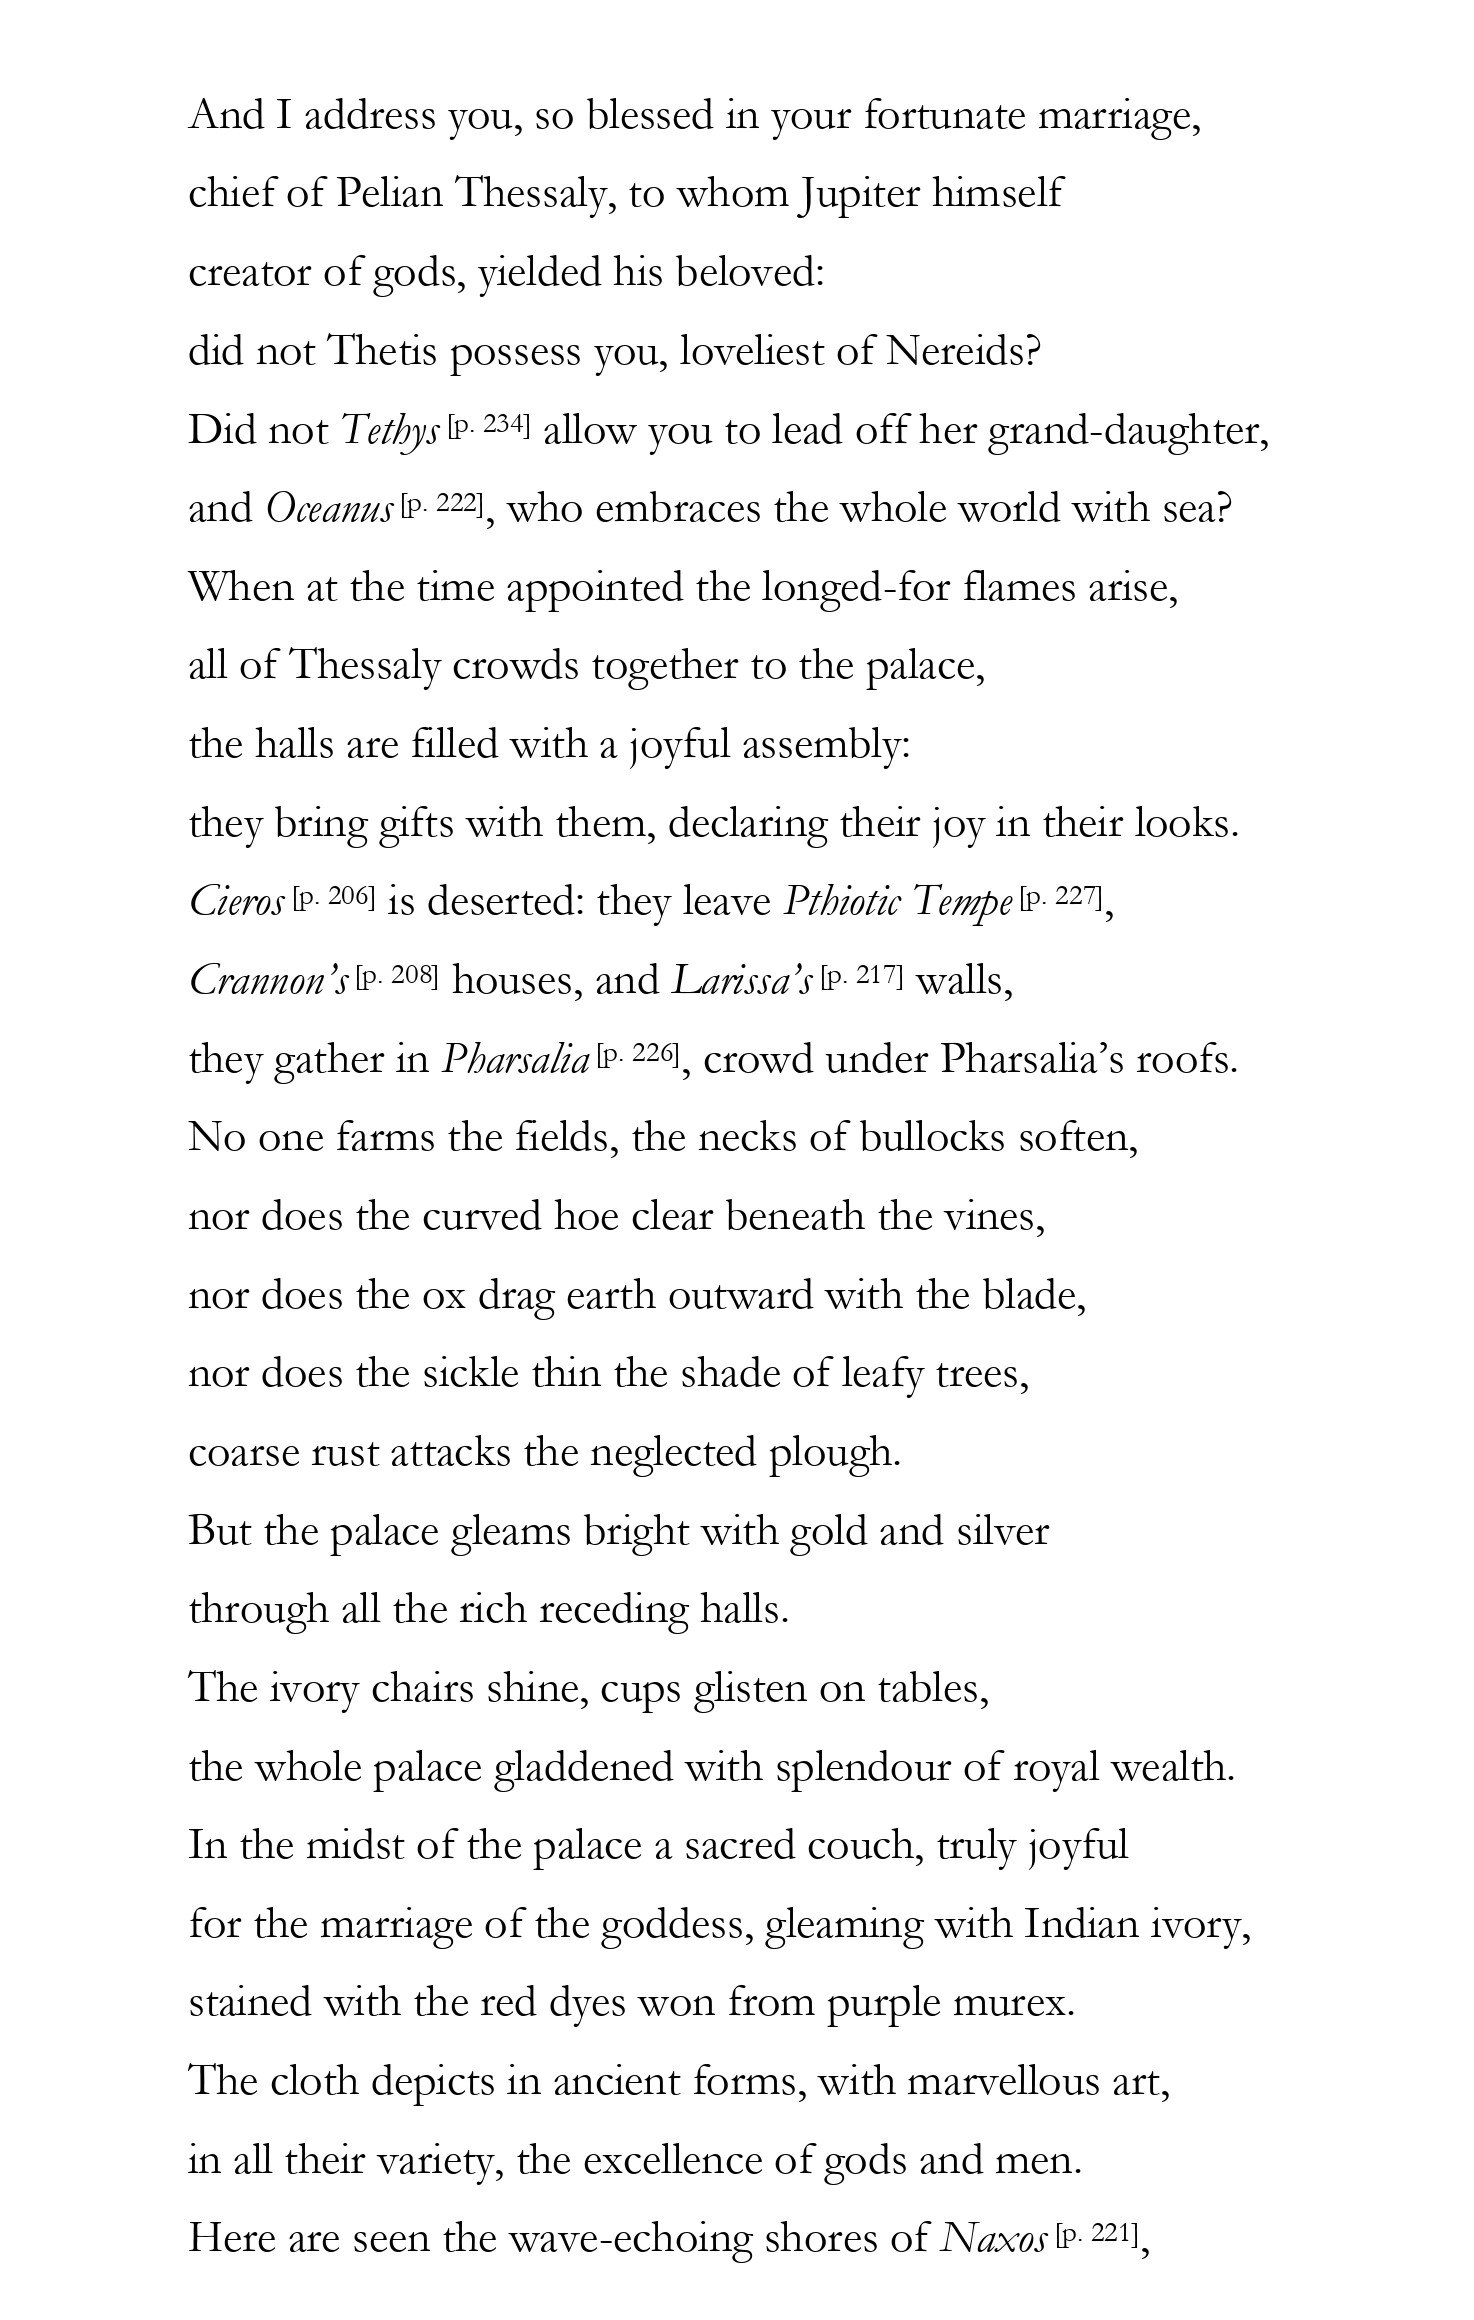 And I address you, so blessed in your fortunate marriage,
chief of Pelian Thessaly, to whom Jupiter himself
creator of gods, yielded his beloved:
did not Thetis possess you, loveliest of Nereids?
Did not Tethys [p. 234] allow you to lead off her grand-daughter,
and Oceanus [p. 222], who embraces the whole world with sea?
When at the time appointed the longed-for flames arise,
all of Thessaly crowds together to the palace,
the halls are filled with a joyful assembly:
they bring gifts with them, declaring their joy in their looks.
Cieros [p. 206] is deserted: they leave Pthiotic Tempe [p. 227],
Crannon’s [p. 208] houses, and Larissa’s [p. 217] walls,
they gather in Pharsalia [p. 226], crowd under Pharsalia’s roofs.
No one farms the fields, the necks of bullocks soften,
nor does the curved hoe clear beneath the vines,
nor does the ox drag earth outward with the blade,
nor does the sickle thin the shade of leafy trees,
coarse rust attacks the neglected plough.
But the palace gleams bright with gold and silver
through all the rich receding halls.
The ivory chairs shine, cups glisten on tables,
the whole palace gladdened with splendour of royal wealth.
In the midst of the palace a sacred couch, truly joyful
for the marriage of the goddess, gleaming with Indian ivory,
stained with the red dyes won from purple murex.
The cloth depicts in ancient forms, with marvellous art,
in all their variety, the excellence of gods and men.
Here are seen the wave-echoing shores of Naxos [p. 221],